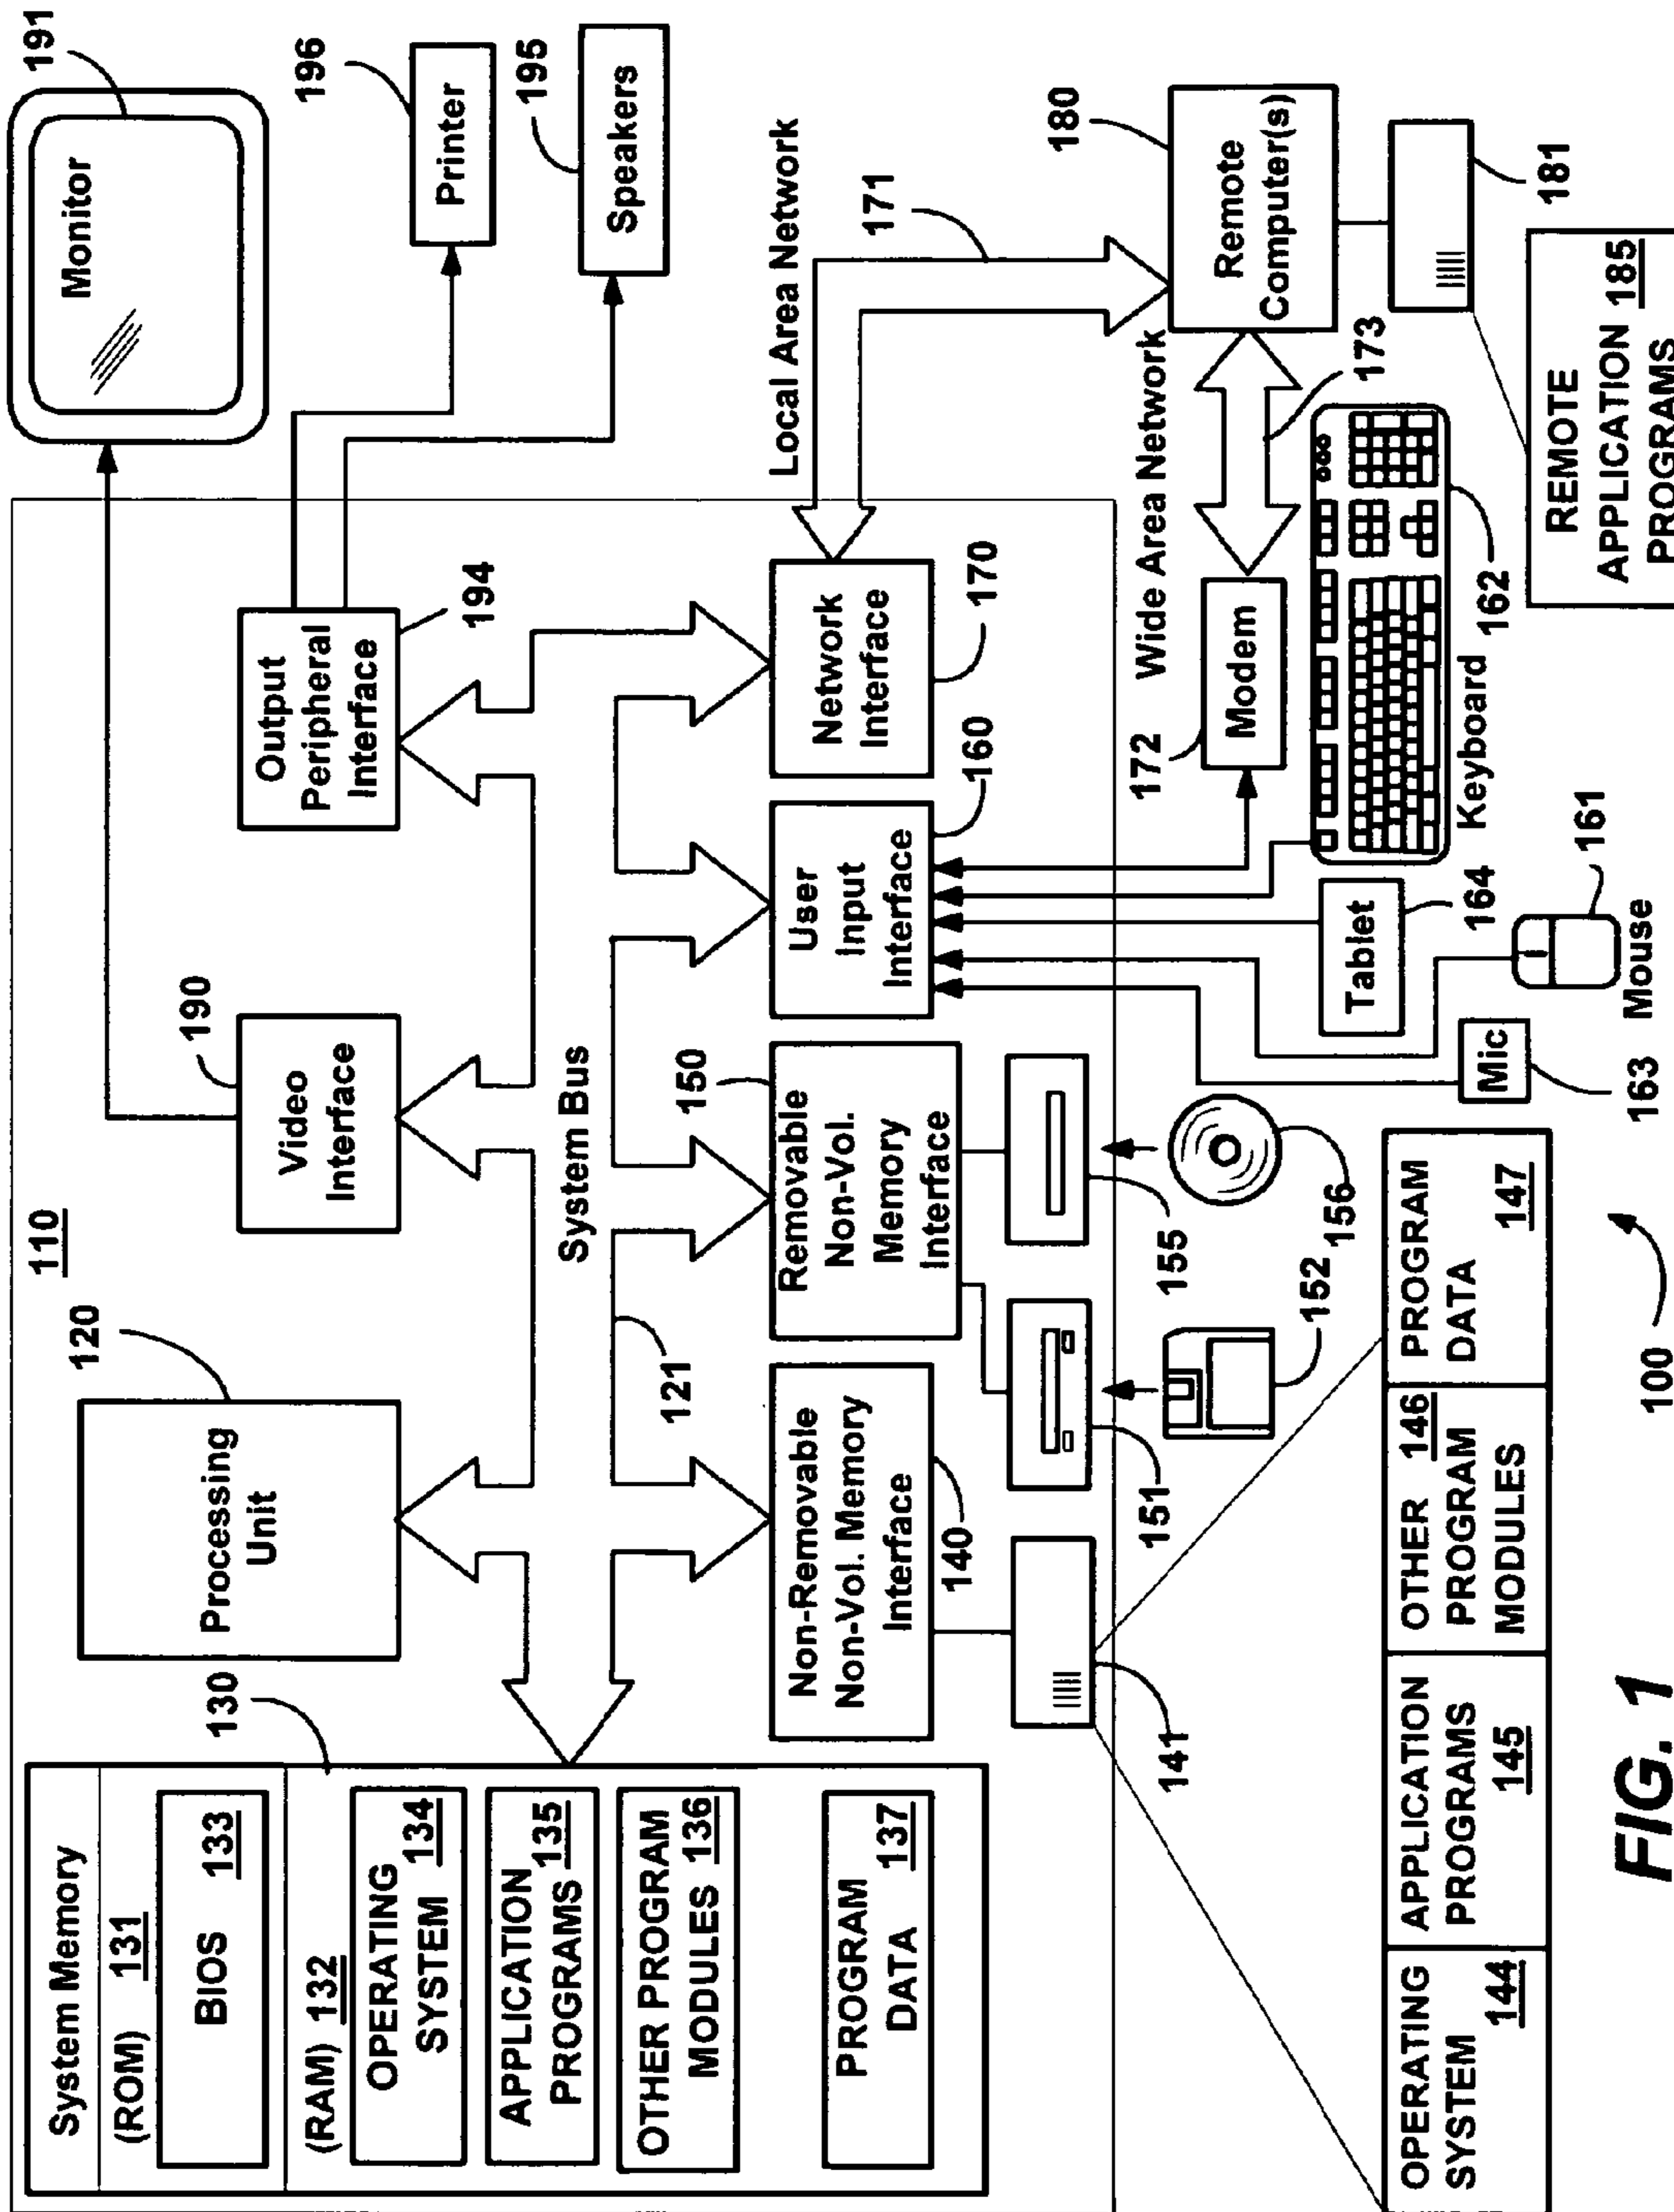 System Memory
(ROM) 131
BIOS 133
(RAM) 132
OPERATING
SYSTEM 134
APPLICATION
PROGRAMS 135
OTHER PROGRAM
MODULES 136
PROGRAM
DATA 137
130
120
Processing
Unit
110
190
Video
Interface
Output
Peripheral
Interface
194
Monitor
191
196
Printer
195
Speakers
System Bus
121
Non-Removable
Non-Vol. Memory
Interface
140
150
Removable
Non-Vol.
Memory
Interface
User
Input
Interface
160
Network
Interface
170
Local Area Network
171
141
151
152
155
156
172
Modem
Wide Area Network
173
Remote
Computer(s)
180
181
Mic
163
Tablet
164
Mouse
161
Keyboard
162
REMOTE
APPLICATION 185
PROGRAMS
OPERATING
SYSTEM 144
APPLICATION
PROGRAMS
145
OTHER 146
PROGRAM
MODULES
PROGRAM
DATA 147
100
FIG. 1